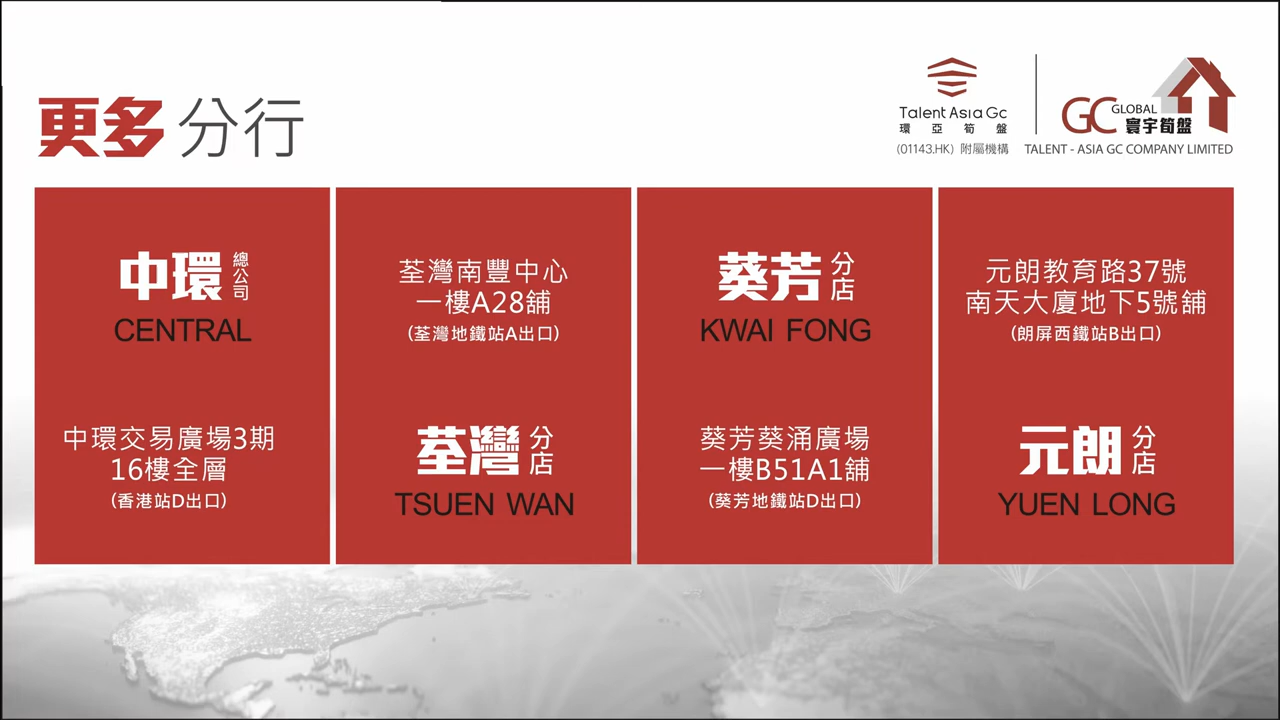 更多 分行
Talent Asia Gc
環亞筍盤
(01143.HK) 附屬機構
GC GLOBAL
寰宇筍盤
TALENT - ASIA GC COMPANY LIMITED
中環 總公司
CENTRAL
中環交易廣場3期
16樓全層
(香港站D出口)
荃灣南豐中心
一樓A28舖
(荃灣地鐵站A出口)
荃灣 分店
TSUEN WAN
葵芳 分店
KWAI FONG
葵芳葵涌廣場
一樓B51A1舖
(葵芳地鐵站D出口)
元朗教育路37號
南天大廈地下5號舖
(朗屏西鐵站B出口)
元朗 分店
YUEN LONG